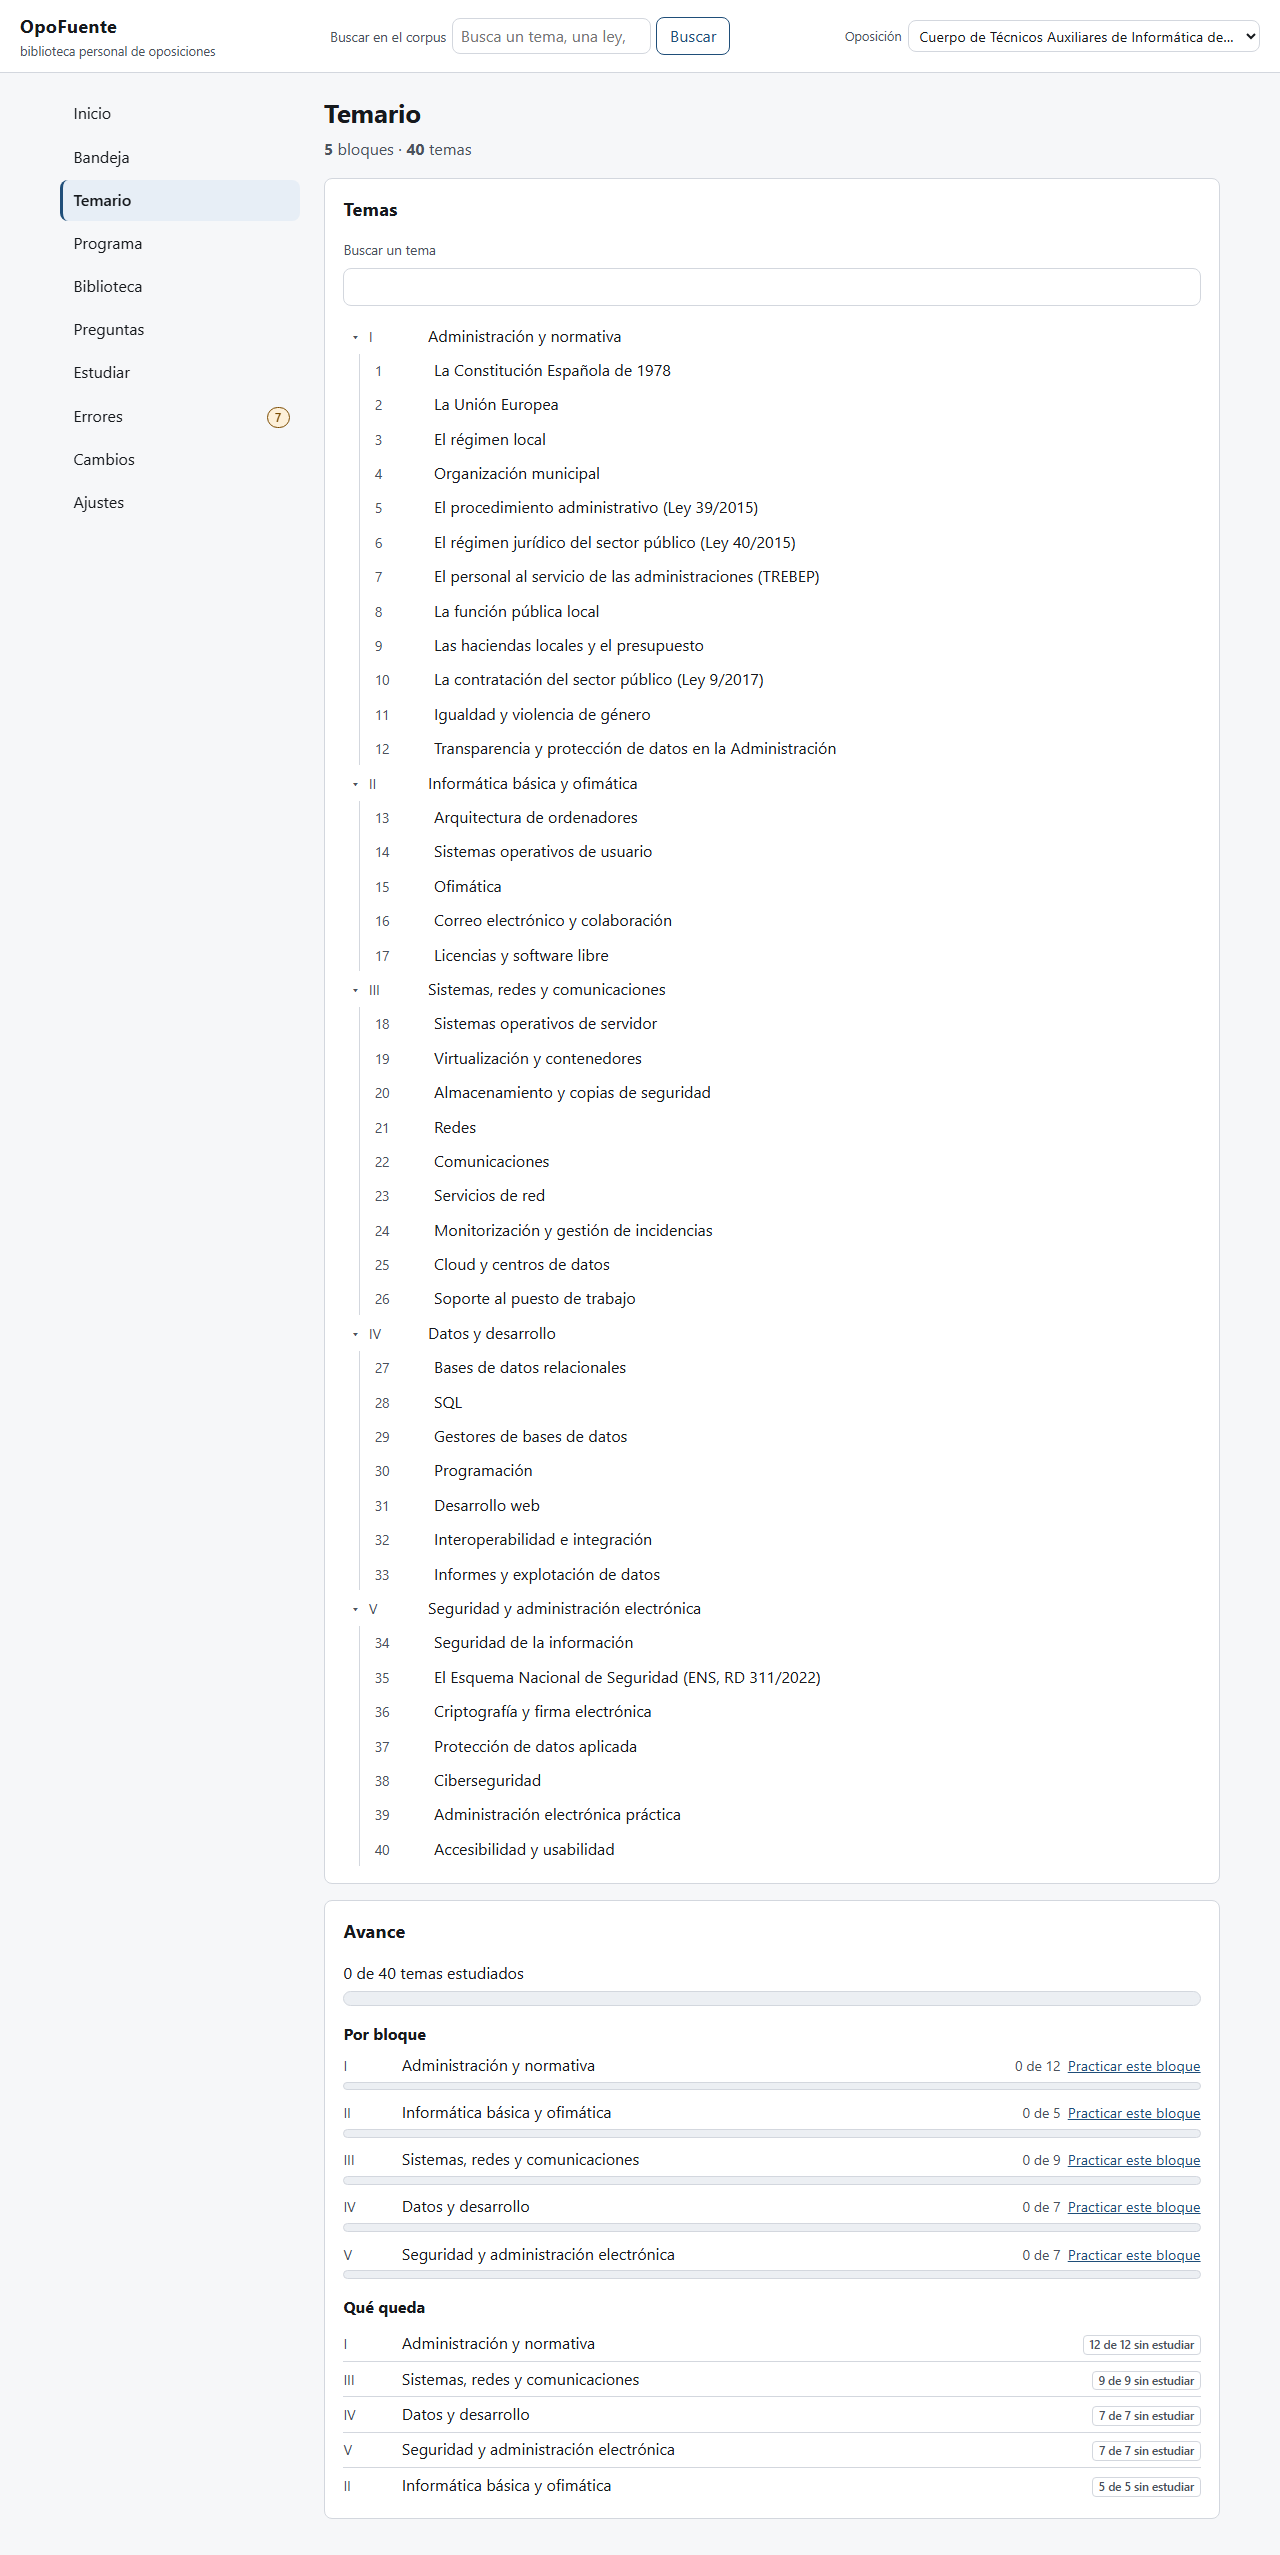 OpoFuente
biblioteca personal de oposiciones
Buscar en el corpus
Busca un tema, una ley,
Buscar
Oposición
Cuerpo de Técnicos Auxiliares de Informática de...
Inicio
Bandeja
Temario
Programa
Biblioteca
Preguntas
Estudiar
Errores 7
Cambios
Ajustes
Temario
5 bloques · 40 temas
Temas
Buscar un tema
I Administración y normativa
1 La Constitución Española de 1978
2 La Unión Europea
3 El régimen local
4 Organización municipal
5 El procedimiento administrativo (Ley 39/2015)
6 El régimen jurídico del sector público (Ley 40/2015)
7 El personal al servicio de las administraciones (TREBEP)
8 La función pública local
9 Las haciendas locales y el presupuesto
10 La contratación del sector público (Ley 9/2017)
11 Igualdad y violencia de género
12 Transparencia y protección de datos en la Administración
II Informática básica y ofimática
13 Arquitectura de ordenadores
14 Sistemas operativos de usuario
15 Ofimática
16 Correo electrónico y colaboración
17 Licencias y software libre
III Sistemas, redes y comunicaciones
18 Sistemas operativos de servidor
19 Virtualización y contenedores
20 Almacenamiento y copias de seguridad
21 Redes
22 Comunicaciones
23 Servicios de red
24 Monitorización y gestión de incidencias
25 Cloud y centros de datos
26 Soporte al puesto de trabajo
IV Datos y desarrollo
27 Bases de datos relacionales
28 SQL
29 Gestores de bases de datos
30 Programación
31 Desarrollo web
32 Interoperabilidad e integración
33 Informes y explotación de datos
V Seguridad y administración electrónica
34 Seguridad de la información
35 El Esquema Nacional de Seguridad (ENS, RD 311/2022)
36 Criptografía y firma electrónica
37 Protección de datos aplicada
38 Ciberseguridad
39 Administración electrónica práctica
40 Accesibilidad y usabilidad
Avance
0 de 40 temas estudiados
Por bloque
I Administración y normativa 0 de 12 Practicar este bloque
II Informática básica y ofimática 0 de 5 Practicar este bloque
III Sistemas, redes y comunicaciones 0 de 9 Practicar este bloque
IV Datos y desarrollo 0 de 7 Practicar este bloque
V Seguridad y administración electrónica 0 de 7 Practicar este bloque
Qué queda
I Administración y normativa 12 de 12 sin estudiar
III Sistemas, redes y comunicaciones 9 de 9 sin estudiar
IV Datos y desarrollo 7 de 7 sin estudiar
V Seguridad y administración electrónica 7 de 7 sin estudiar
II Informática básica y ofimática 5 de 5 sin estudiar